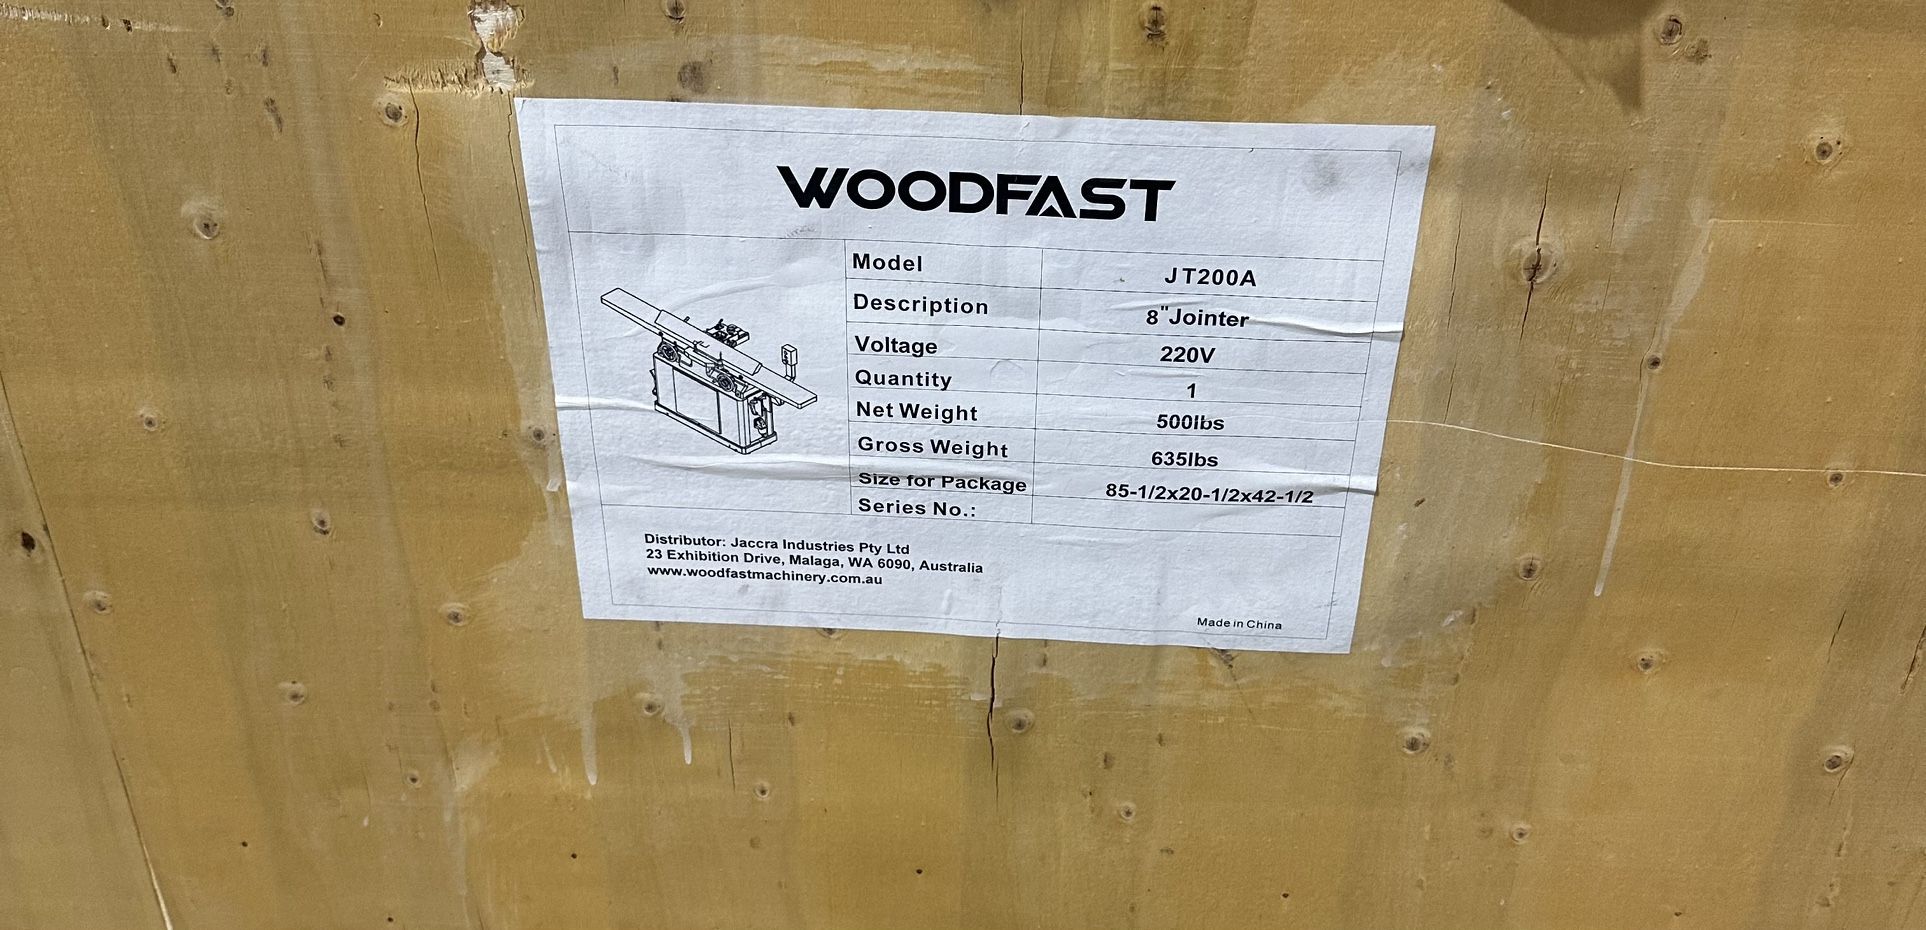 WOODFAST
Model JT200A
Description 8"Jointer
Voltage 220V
Quantity 1
Net Weight 500lbs
Gross Weight 635lbs
Size for Package 85-1/2x20-1/2x42-1/2
Series No.:
Distributor: Jaccra Industries Pty Ltd
23 Exhibition Drive, Malaga, WA 6090, Australia
www.woodfastmachinery.com.au
Made in China